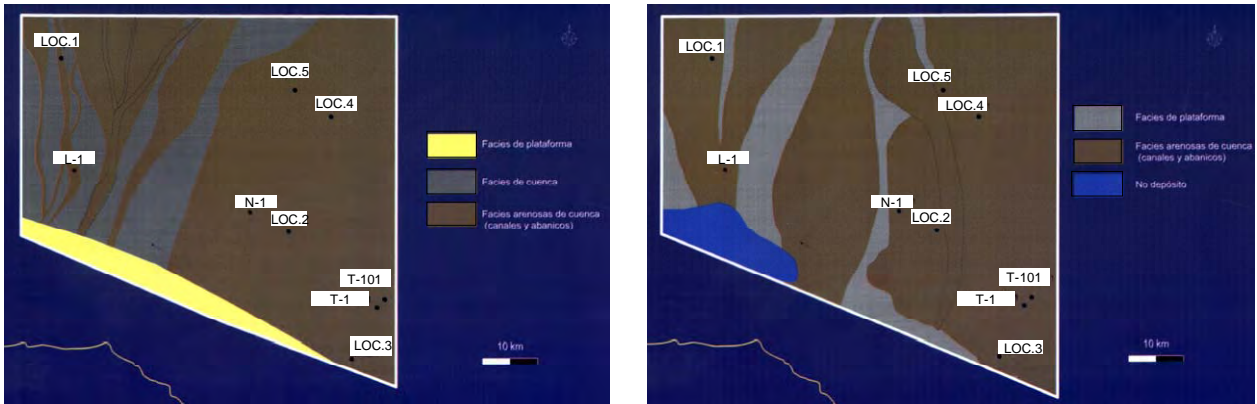 LOC.1
LOC.5
LOC.4
L-1
N-1
LOC.2
T-101
T-1
LOC.3
Facies de plataforma
Facies de cuenca
Facies arenosas de cuenca
(canales y abanicos)
10 km
LOC.1
LOC.5
LOC.4
L-1
N-1
LOC.2
T-101
T-1
LOC.3
Facies de plataforma
Facies arenosas de cuenca
(canales y abanicos)
No depósito
10 km